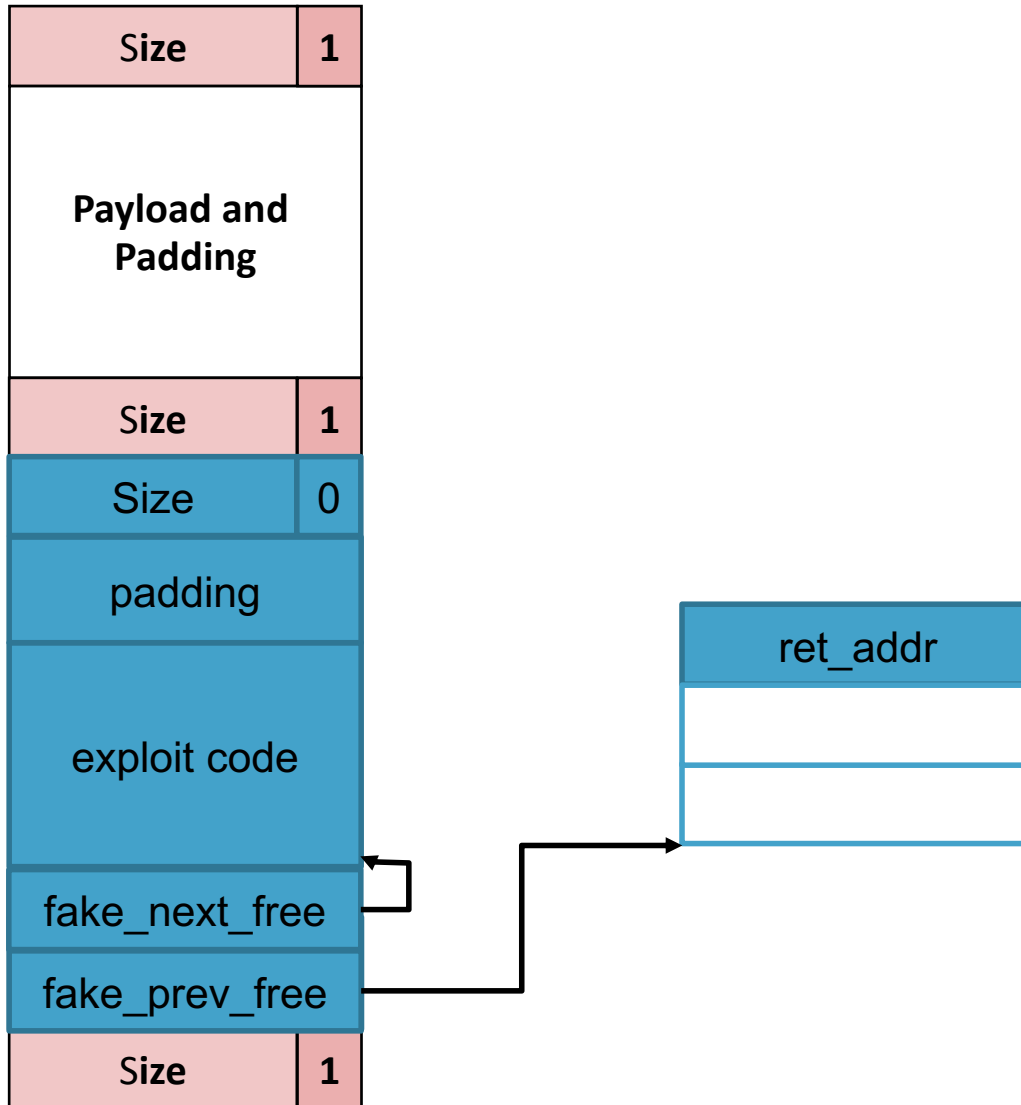 Size 1
Payload and
Padding
Size 1
Size 0
padding
ret_addr
exploit code
fake_next_free
fake_prev_free
Size 1